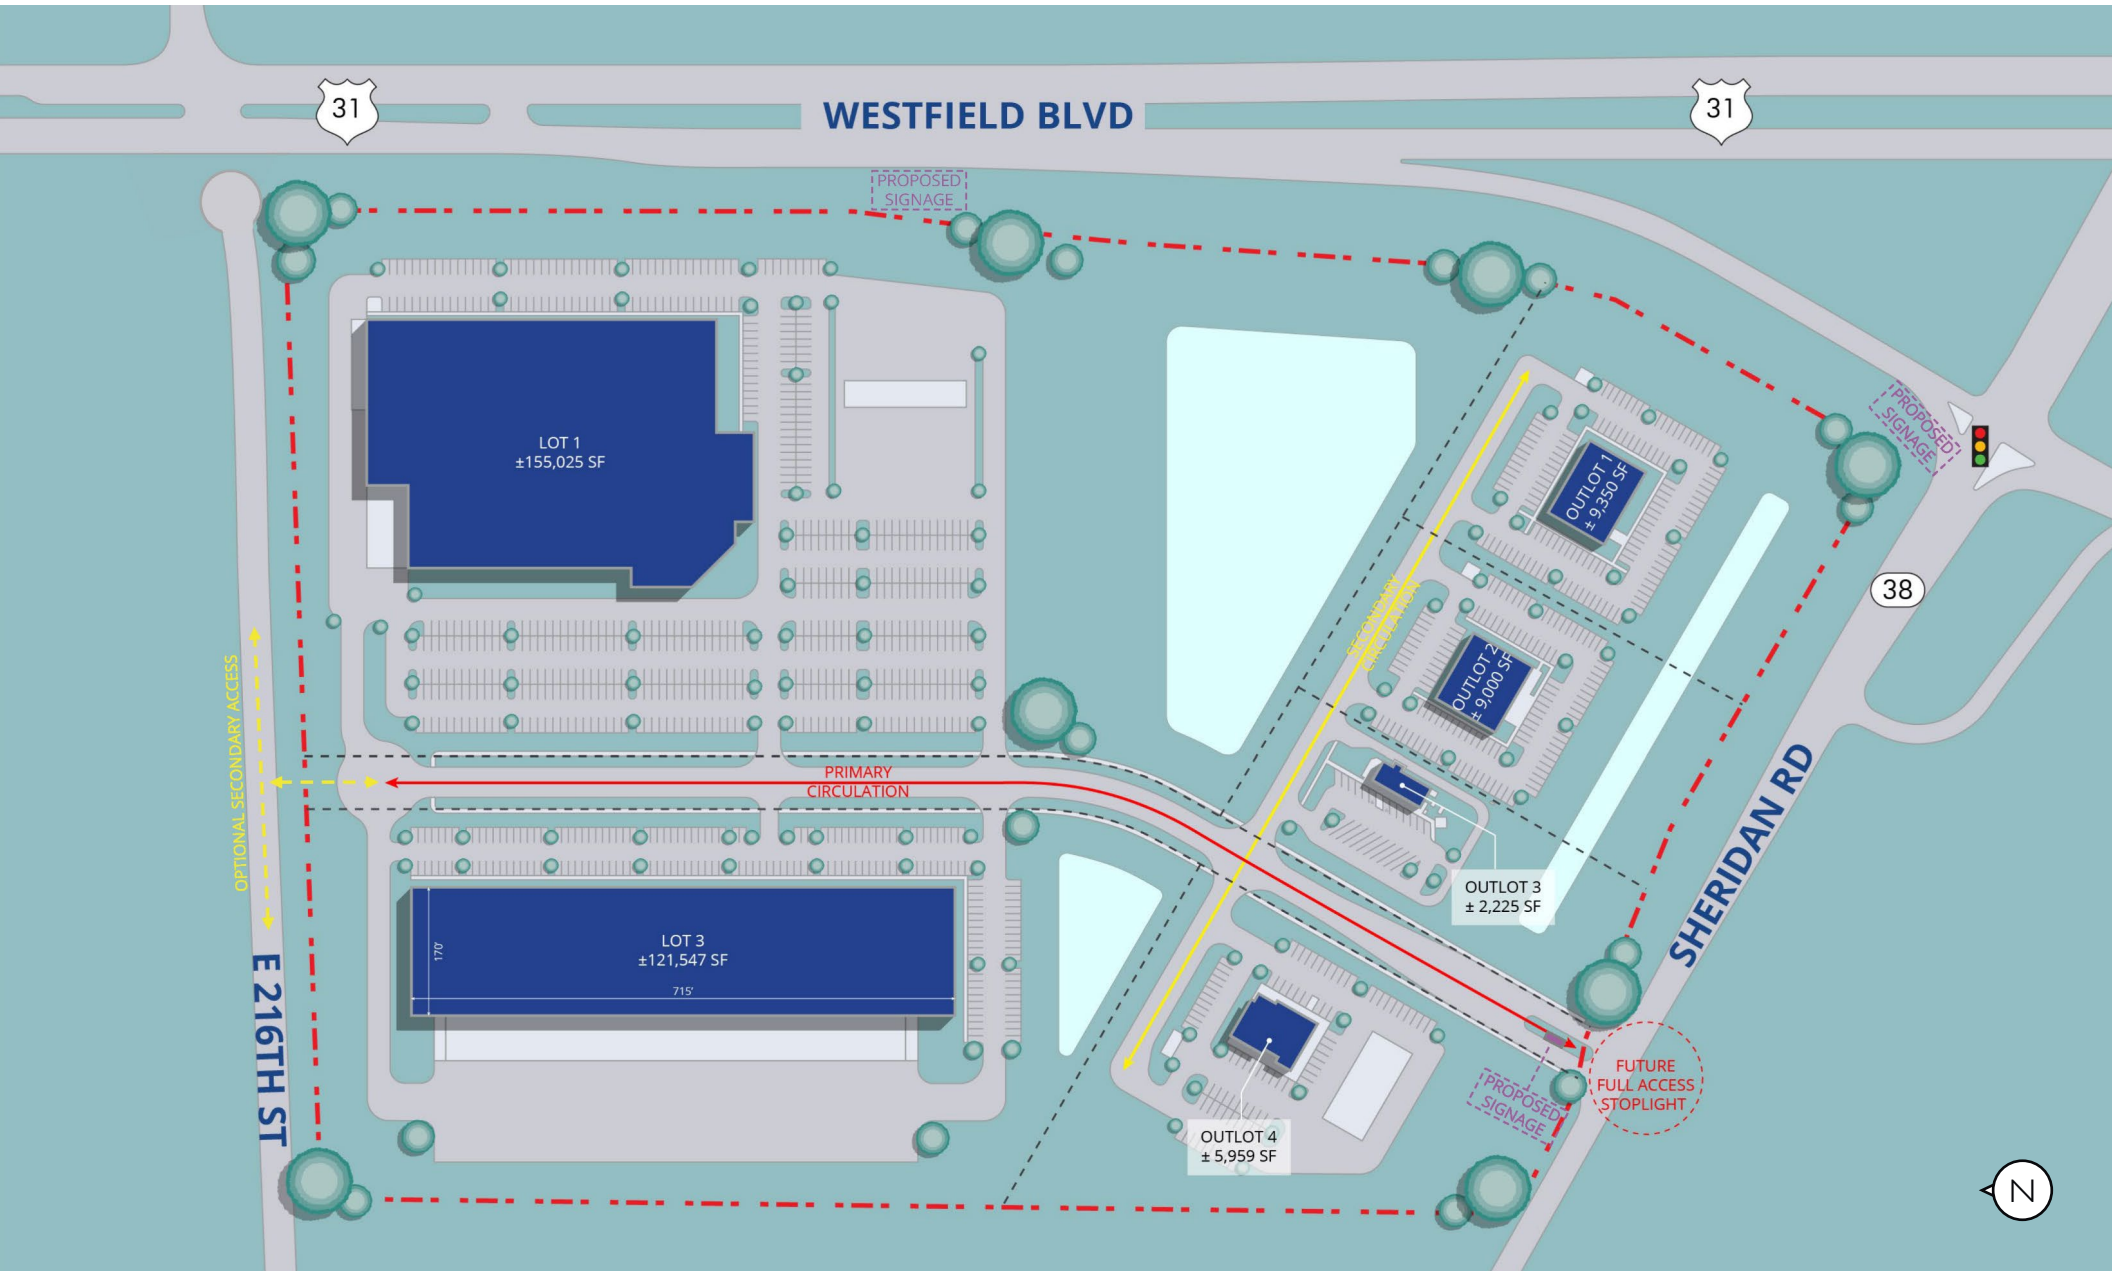 31
WESTFIELD BLVD
31
PROPOSED
SIGNAGE
PROPOSED
SIGNAGE
LOT 1
±155,025 SF
OUTLOT 1
± 9,350 SF
38
SECONDARY
CIRCULATION
OUTLOT 2
± 9,000 SF
OPTIONAL SECONDARY ACCESS
PRIMARY
CIRCULATION
SHERIDAN RD
OUTLOT 3
± 2,225 SF
LOT 3
±121,547 SF
170'
715'
E 216TH ST
FUTURE
FULL ACCESS
STOPLIGHT
PROPOSED
SIGNAGE
OUTLOT 4
± 5,959 SF
N